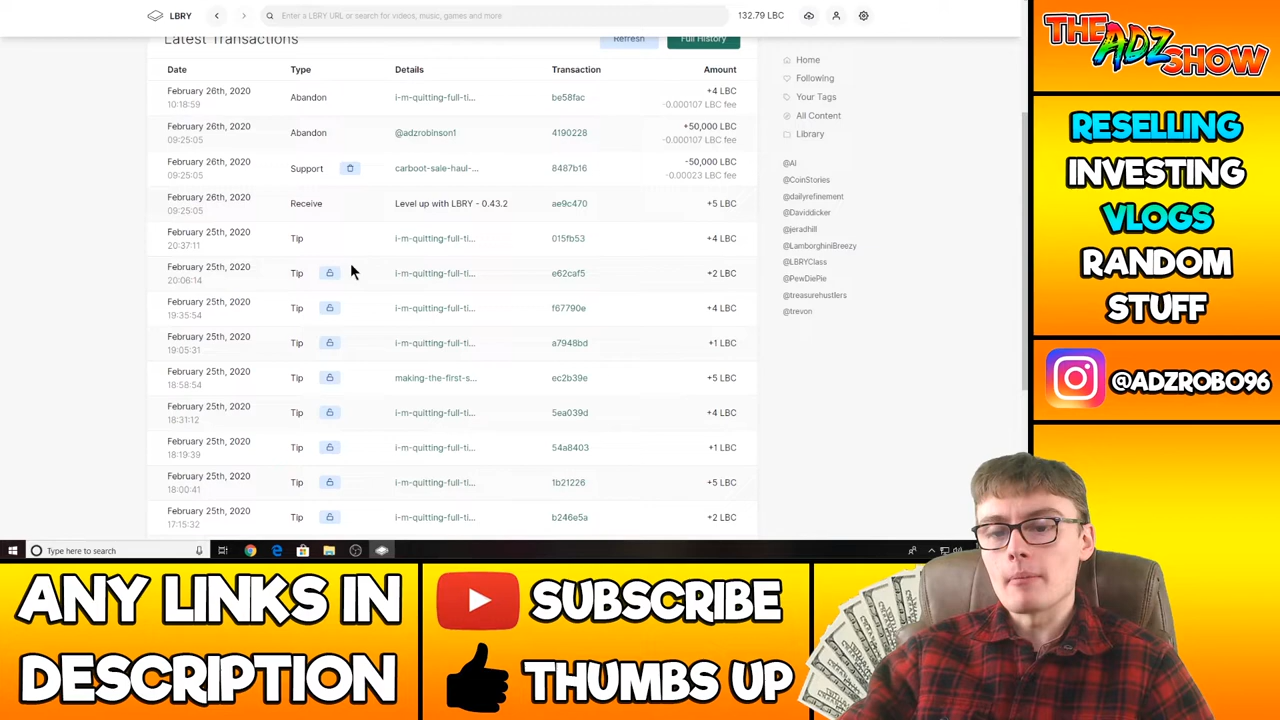 LBRY
Enter a LBRY URL or search for videos, music, games and more
132.79 LBC
Latest Transactions
Refresh
Full History
Date Type Details Transaction Amount
February 26th, 2020 Abandon i-m-quitting-full-ti... be58fac +4 LBC
10:18:59 -0.000107 LBC fee
February 26th, 2020 Abandon @adzrobinson1 4190228 +50,000 LBC
09:25:05 -0.000107 LBC fee
February 26th, 2020 Support carboot-sale-haul-... 8487b16 -50,000 LBC
09:25:05 -0.00023 LBC fee
February 26th, 2020 Receive Level up with LBRY - 0.43.2 ae9c470 +5 LBC
09:25:05
February 25th, 2020 Tip i-m-quitting-full-ti... 015fb53 +4 LBC
20:37:11
February 25th, 2020 Tip i-m-quitting-full-ti... e62caf5 +2 LBC
20:06:14
February 25th, 2020 Tip i-m-quitting-full-ti... f67790e +4 LBC
19:35:54
February 25th, 2020 Tip i-m-quitting-full-ti... a7948bd +1 LBC
19:05:31
February 25th, 2020 Tip making-the-first-s... ec2b39e +5 LBC
18:58:54
February 25th, 2020 Tip i-m-quitting-full-ti... 5ea039d +4 LBC
18:31:12
February 25th, 2020 Tip i-m-quitting-full-ti... 54a8403 +1 LBC
18:19:39
February 25th, 2020 Tip i-m-quitting-full-ti... 1b21226 +5 LBC
18:00:41
February 25th, 2020 Tip i-m-quitting-full-ti... b246e5a +2 LBC
17:15:32
Home
Following
Your Tags
All Content
Library
@AI
@CoinStories
@dailyrefinement
@Daviddicker
@jeradhill
@LamborghiniBreezy
@LBRYClass
@PewDiePie
@treasurehustlers
@trevon
Type here to search
THE ADZ SHOW
RESELLING
INVESTING
VLOGS
RANDOM
STUFF
@ADZROBO96
ANY LINKS IN
DESCRIPTION
SUBSCRIBE
THUMBS UP